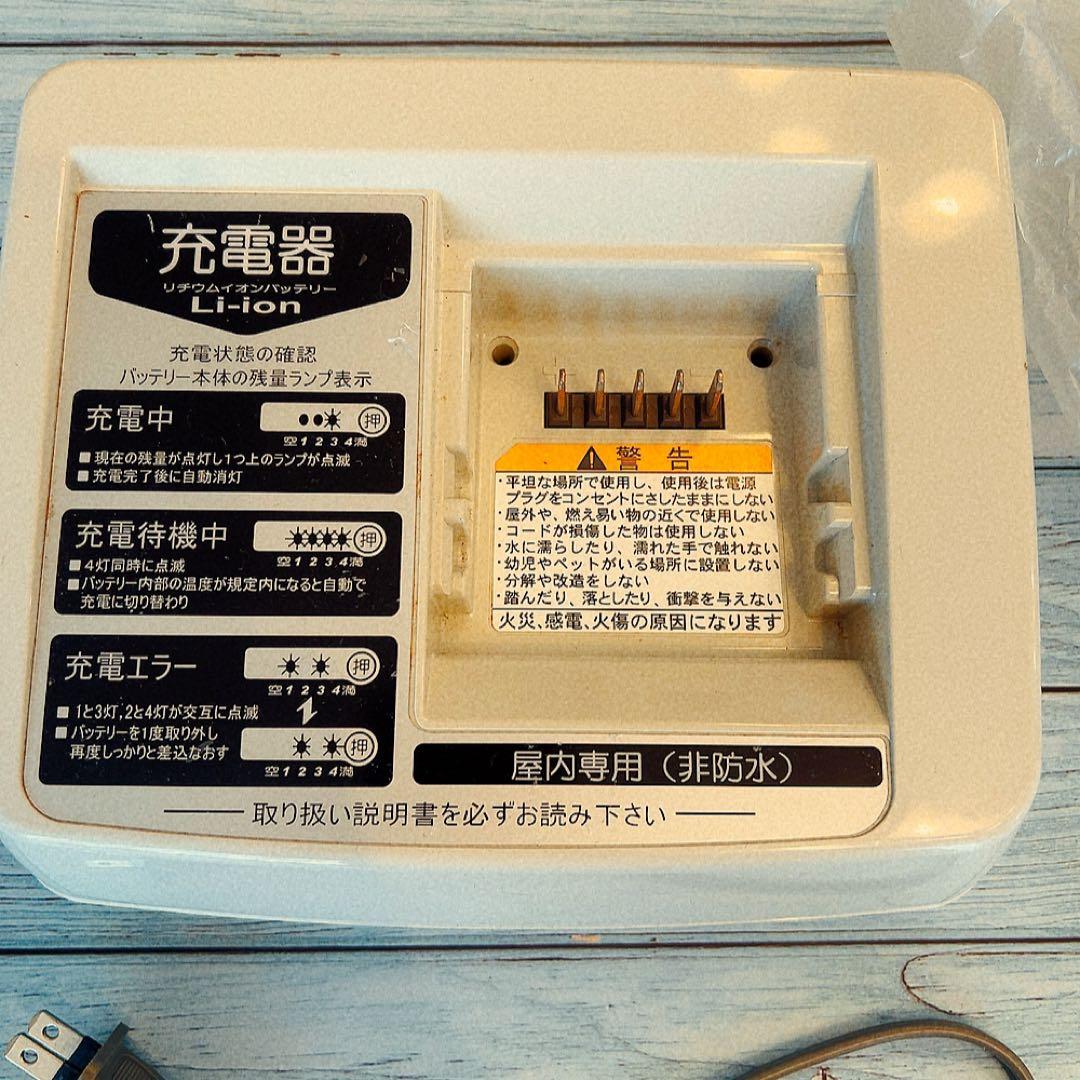 充電器
リチウムイオンバッテリー
Li-ion
充電状態の確認
バッテリー本体の残量ランプ表示
充電中
押
空1 2 3 4満
■現在の残量が点灯し1つ上のランプが点滅
■充電完了後に自動消灯
充電待機中
押
空1 2 3 4満
■4灯同時に点滅
■バッテリー内部の温度が規定内になると自動で
充電に切り替わり
充電エラー
押
空1 2 3 4満
■1と3灯,2と4灯が交互に点滅
■バッテリーを1度取り外し
再度しっかりと差込なおす
押
空1 2 3 4満
警告
・平坦な場所で使用し、使用後は電源
プラグをコンセントにさしたままにしない
・屋外や、燃え易い物の近くで使用しない
・コードが損傷した物は使用しない
・水に濡らしたり、濡れた手で触れない
・幼児やペットがいる場所に設置しない
・分解や改造をしない
・踏んだり、落としたり、衝撃を与えない
火災、感電、火傷の原因になります
屋内専用（非防水）
取り扱い説明書を必ずお読み下さい